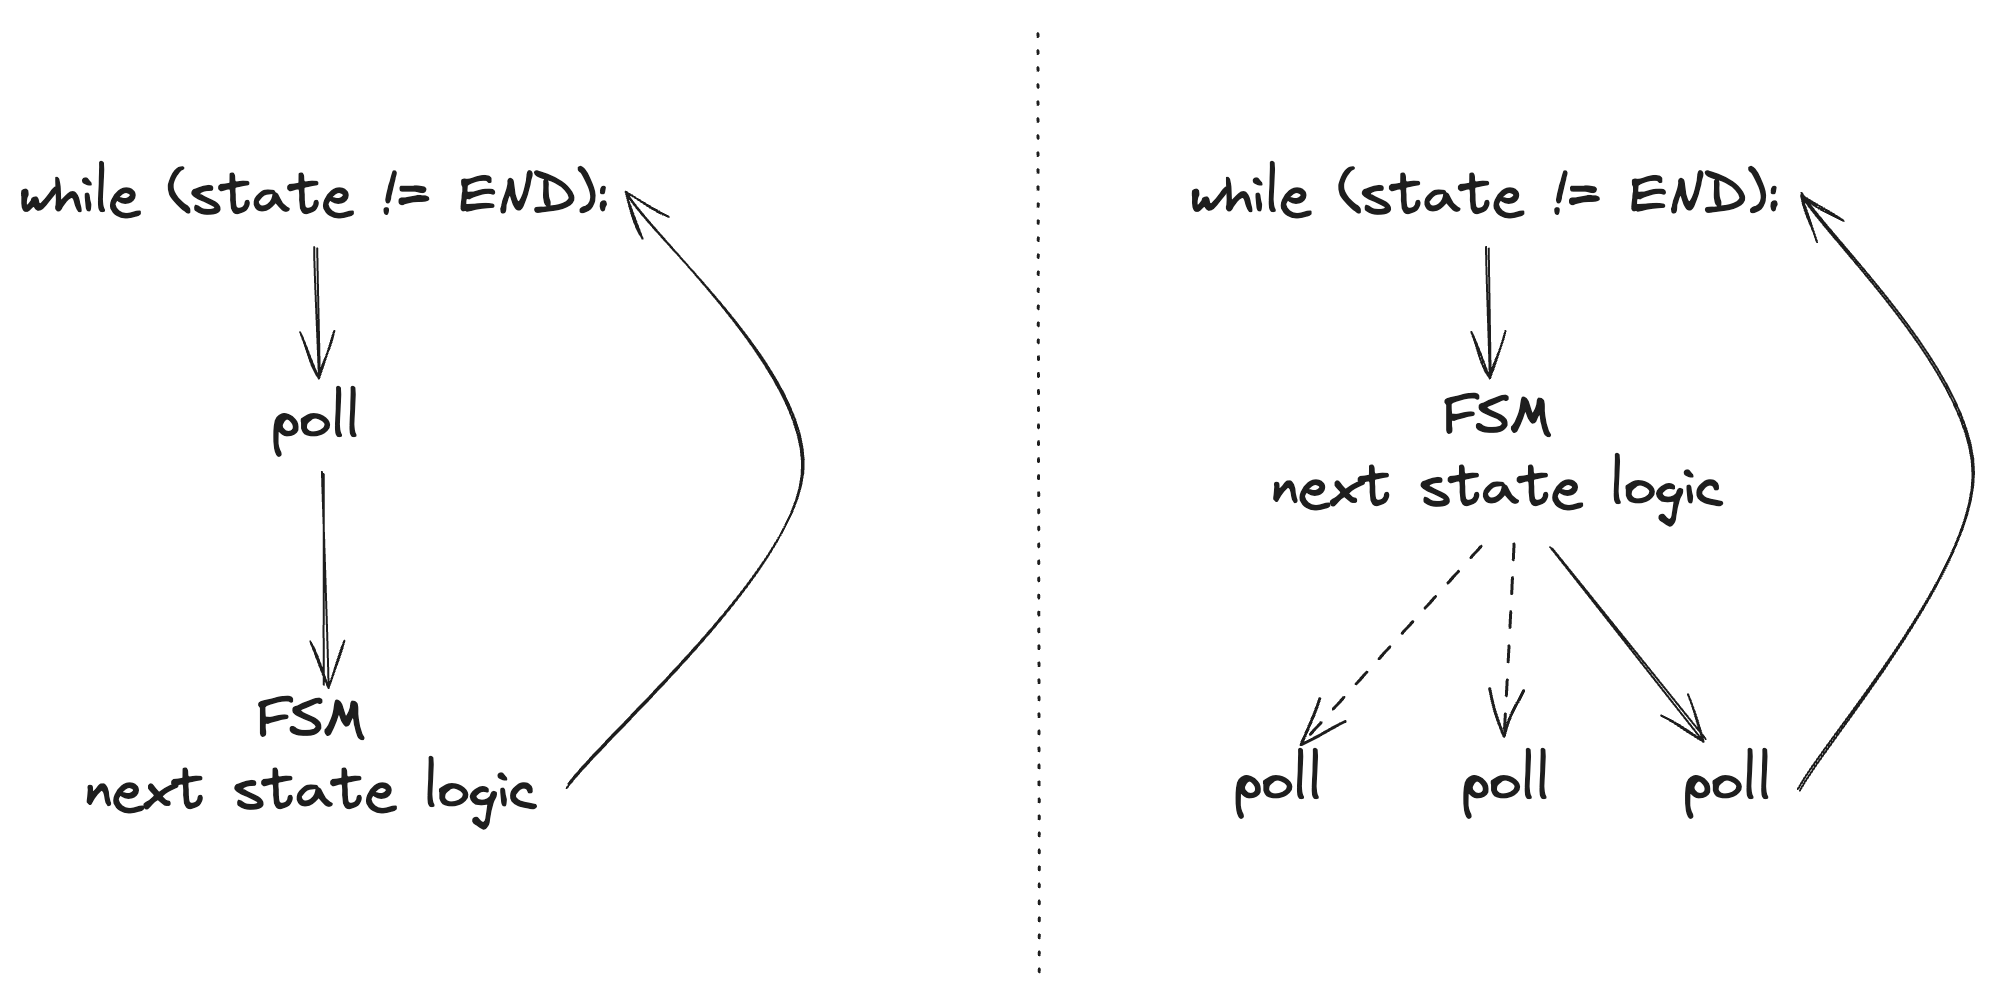 while (state != END):
poll
FSM
next state logic
while (state != END):
FSM
next state logic
poll
poll
poll